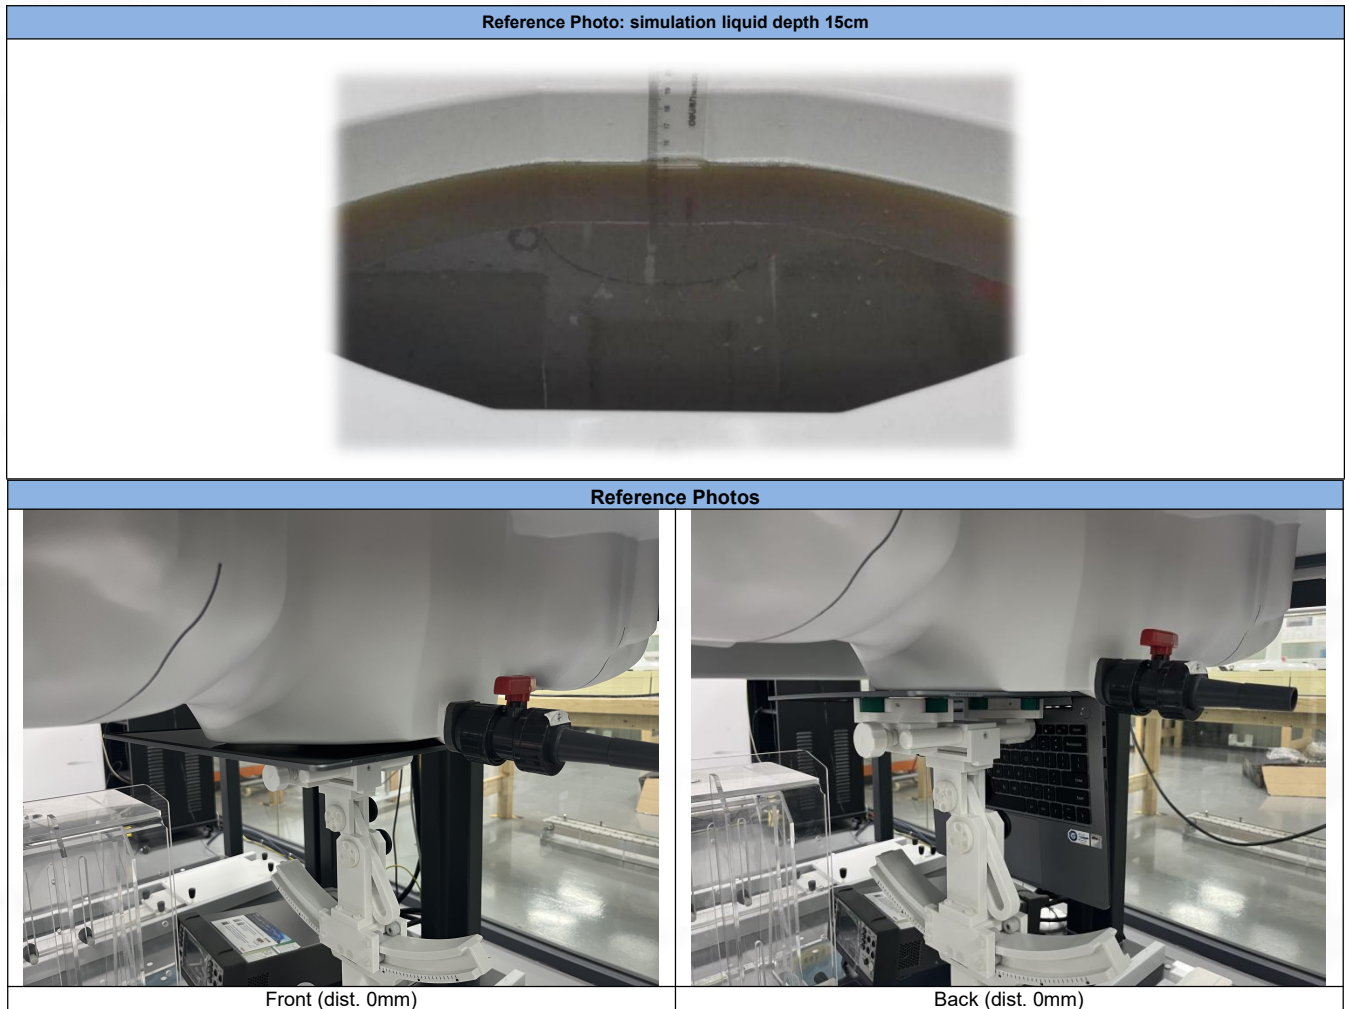 Reference Photo: simulation liquid depth 15cm
Reference Photos
Front (dist. 0mm)
Back (dist. 0mm)